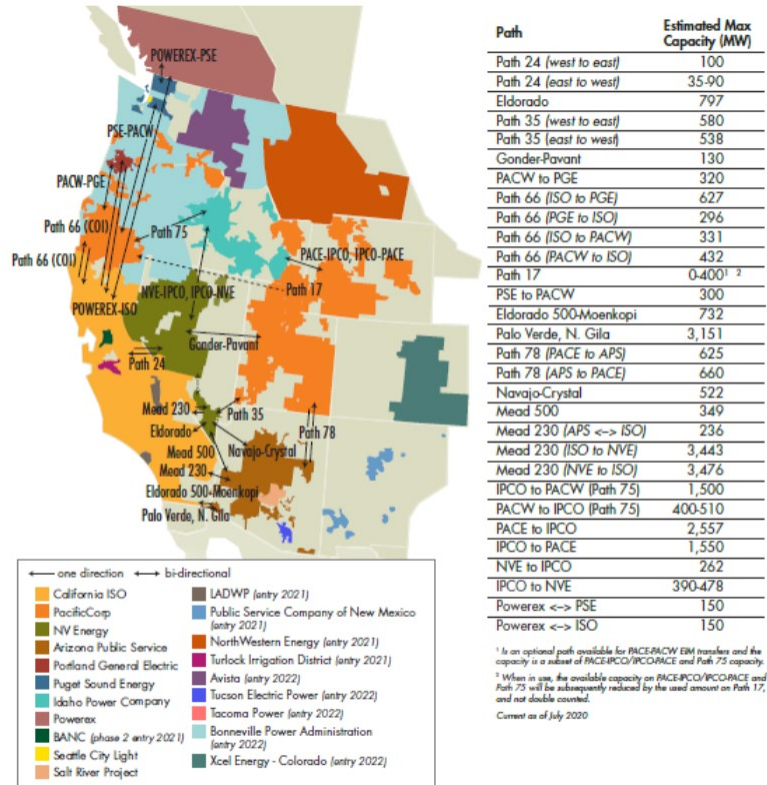 POWEREX-PSE
PSE-PACW
PACW-PGE
Path 66 (COI)
Path 75
Path 66 (COI)
PACE-IPCO, IPCO-PACE
NVE-IPCO, IPCO-NVE
Path 17
POWEREX-ISO
Gonder-Pavant
Path 24
Mead 230
Path 35
Eldorado
Path 78
Mead 500
Navajo-Crystal
Mead 230
Eldorado 500-Moenkopi
Palo Verde, N. Gila
one direction
bi-directional
California ISO
PacificCorp
NV Energy
Arizona Public Service
Portland General Electric
Puget Sound Energy
Idaho Power Company
Powerex
BANC (phase 2 entry 2021)
Seattle City Light
Salt River Project
LADWP (entry 2021)
Public Service Company of New Mexico
(entry 2021)
NorthWestern Energy (entry 2021)
Turlock Irrigation District (entry 2021)
Avista (entry 2022)
Tucson Electric Power (entry 2022)
Tacoma Power (entry 2022)
Bonneville Power Administration
(entry 2022)
Xcel Energy - Colorado (entry 2022)
Path Estimated Max
Capacity (MW)
Path 24 (west to east) 100
Path 24 (east to west) 35-90
Eldorado 797
Path 35 (west to east) 580
Path 35 (east to west) 538
Gonder-Pavant 130
PACW to PGE 320
Path 66 (ISO to PGE) 627
Path 66 (PGE to ISO) 296
Path 66 (ISO to PACW) 331
Path 66 (PACW to ISO) 432
Path 17 0-400¹ ²
PSE to PACW 300
Eldorado 500-Moenkopi 732
Palo Verde, N. Gila 3,151
Path 78 (PACE to APS) 625
Path 78 (APS to PACE) 660
Navajo-Crystal 522
Mead 500 349
Mead 230 (APS <-> ISO) 236
Mead 230 (ISO to NVE) 3,443
Mead 230 (NVE to ISO) 3,476
IPCO to PACW (Path 75) 1,500
PACW to IPCO (Path 75) 400-510
PACE to IPCO 2,557
IPCO to PACE 1,550
NVE to IPCO 262
IPCO to NVE 390-478
Powerex <-> PSE 150
Powerex <-> ISO 150
¹ Is an optional path available for PACE-PACW EIM transfers and the
capacity is a subset of PACE-IPCO/IPCO-PACE and Path 75 capacity.
² When in use, the available capacity on PACE-IPCO/IPCO-PACE and
Path 75 will be subsequently reduced by the used amount on Path 17,
and not double counted.
Current as of July 2020